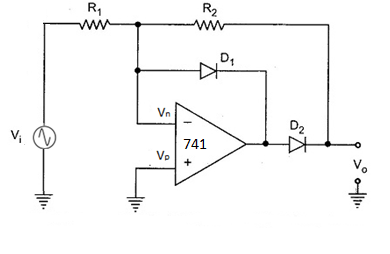 R₁
R₂
D₁
Vₙ
−
741
Vₚ
+
D₂
Vᵢ
Vₒ